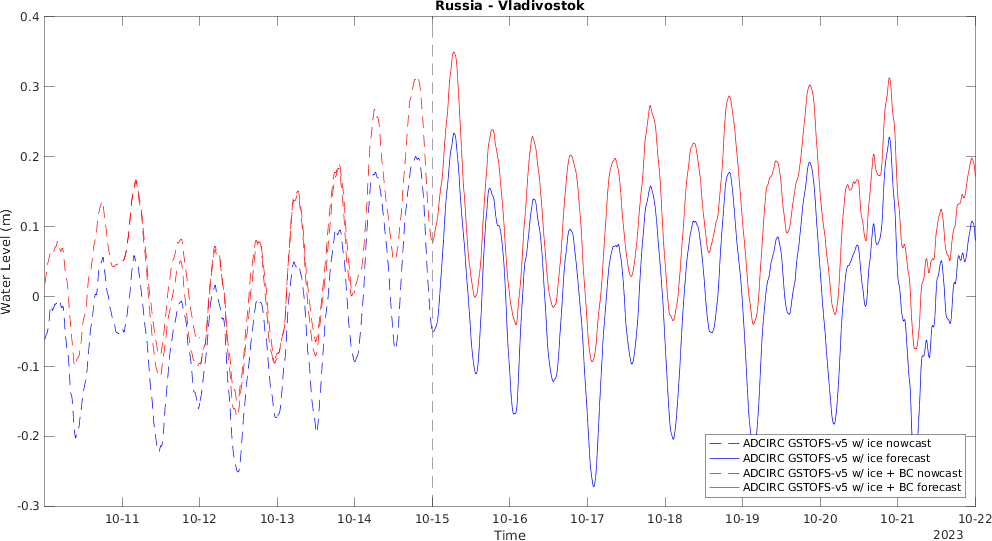 Russia - Vladivostok
0.4
0.3
0.2
0.1
0
-0.1
-0.2
-0.3
Water Level (m)
ADCIRC GSTOFS-v5 w/ ice nowcast
ADCIRC GSTOFS-v5 w/ ice forecast
ADCIRC GSTOFS-v5 w/ ice + BC nowcast
ADCIRC GSTOFS-v5 w/ ice + BC forecast
10-11 10-12 10-13 10-14 10-15 10-16 10-17 10-18 10-19 10-20 10-21 10-22
Time
2023